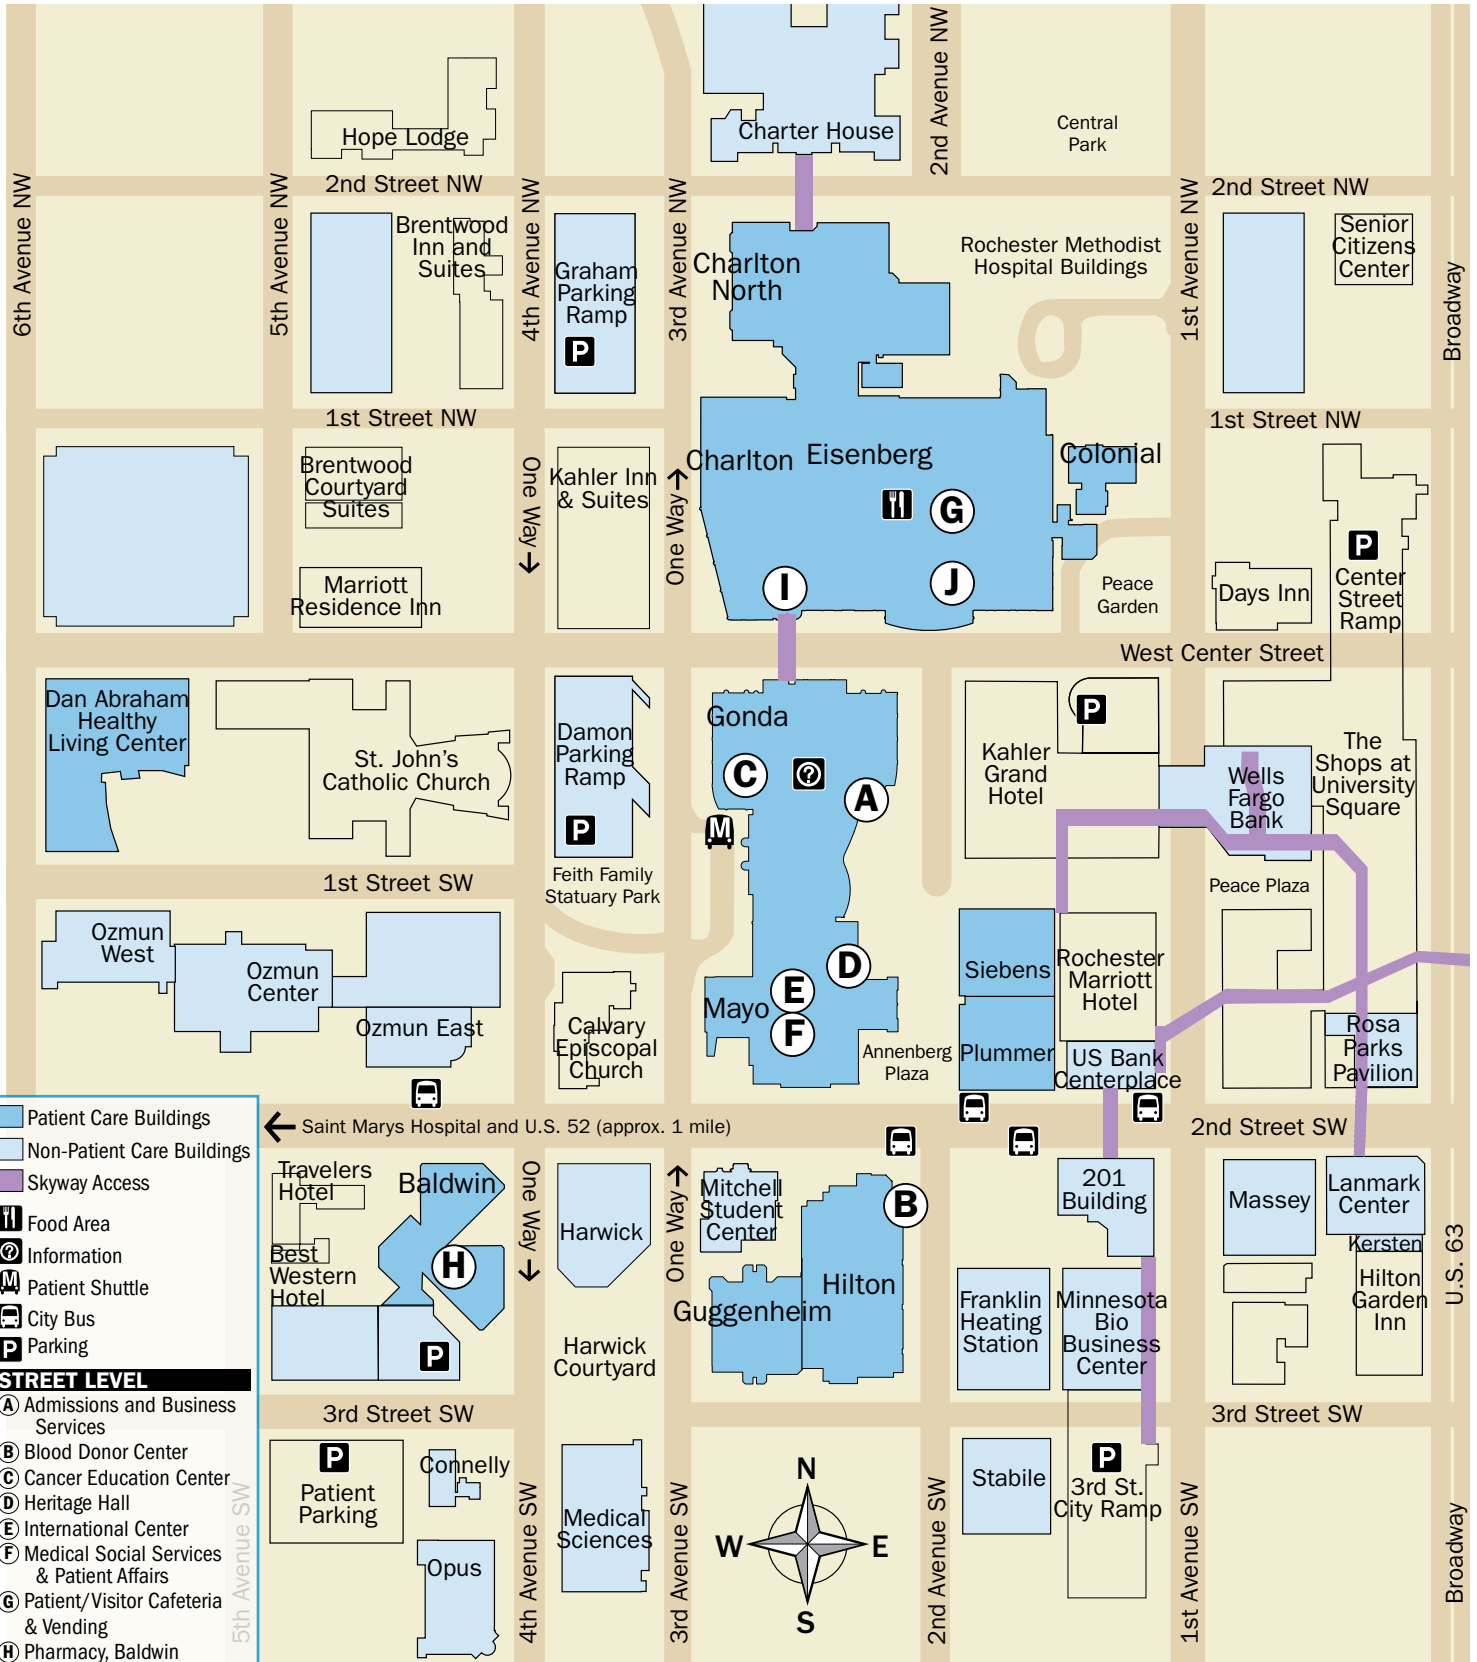 2nd Avenue NW
Charter House
Central
Park
Hope Lodge
2nd Street NW
2nd Street NW
6th Avenue NW
5th Avenue NW
4th Avenue NW
3rd Avenue NW
1st Avenue NW
Broadway
Brentwood
Inn and
Suites
Graham
Parking
Ramp
P
Charlton
North
Rochester Methodist
Hospital Buildings
Senior
Citizens
Center
1st Street NW
1st Street NW
Brentwood
Courtyard
Suites
One Way
Kahler Inn
& Suites
One Way
Charlton
Eisenberg
Colonial
G
I
J
P
Center
Street
Ramp
Marriott
Residence Inn
Peace
Garden
Days Inn
West Center Street
Dan Abraham
Healthy
Living Center
St. John's
Catholic Church
Damon
Parking
Ramp
P
Gonda
C
?
A
M
Kahler
Grand
Hotel
P
Wells
Fargo
Bank
The
Shops at
University
Square
1st Street SW
Feith Family
Statuary Park
Peace Plaza
Ozmun
West
Ozmun
Center
Ozmun East
Calvary
Episcopal
Church
Mayo
D
E
F
Annenberg
Plaza
Siebens
Plummer
Rochester
Marriott
Hotel
US Bank
Centerplace
Rosa
Parks
Pavilion
Saint Marys Hospital and U.S. 52 (approx. 1 mile)
2nd Street SW
Patient Care Buildings
Non-Patient Care Buildings
Skyway Access
Food Area
? Information
M Patient Shuttle
City Bus
P Parking
STREET LEVEL
A Admissions and Business
Services
B Blood Donor Center
C Cancer Education Center
D Heritage Hall
E International Center
F Medical Social Services
& Patient Affairs
G Patient/Visitor Cafeteria
& Vending
H Pharmacy, Baldwin
Travelers
Hotel
Baldwin
H
Best
Western
Hotel
P
One Way
Harwick
Harwick
Courtyard
One Way
Mitchell
Student
Center
B
Hilton
Guggenheim
201
Building
Massey
Lanmark
Center
Kersten
Hilton
Garden
Inn
U.S. 63
Franklin
Heating
Station
Minnesota
Bio
Business
Center
3rd Street SW
3rd Street SW
P
Patient
Parking
Connelly
Opus
Medical
Sciences
N
W
E
S
Stabile
P
3rd St.
City Ramp
5th Avenue SW
4th Avenue SW
3rd Avenue SW
2nd Avenue SW
1st Avenue SW
Broadway